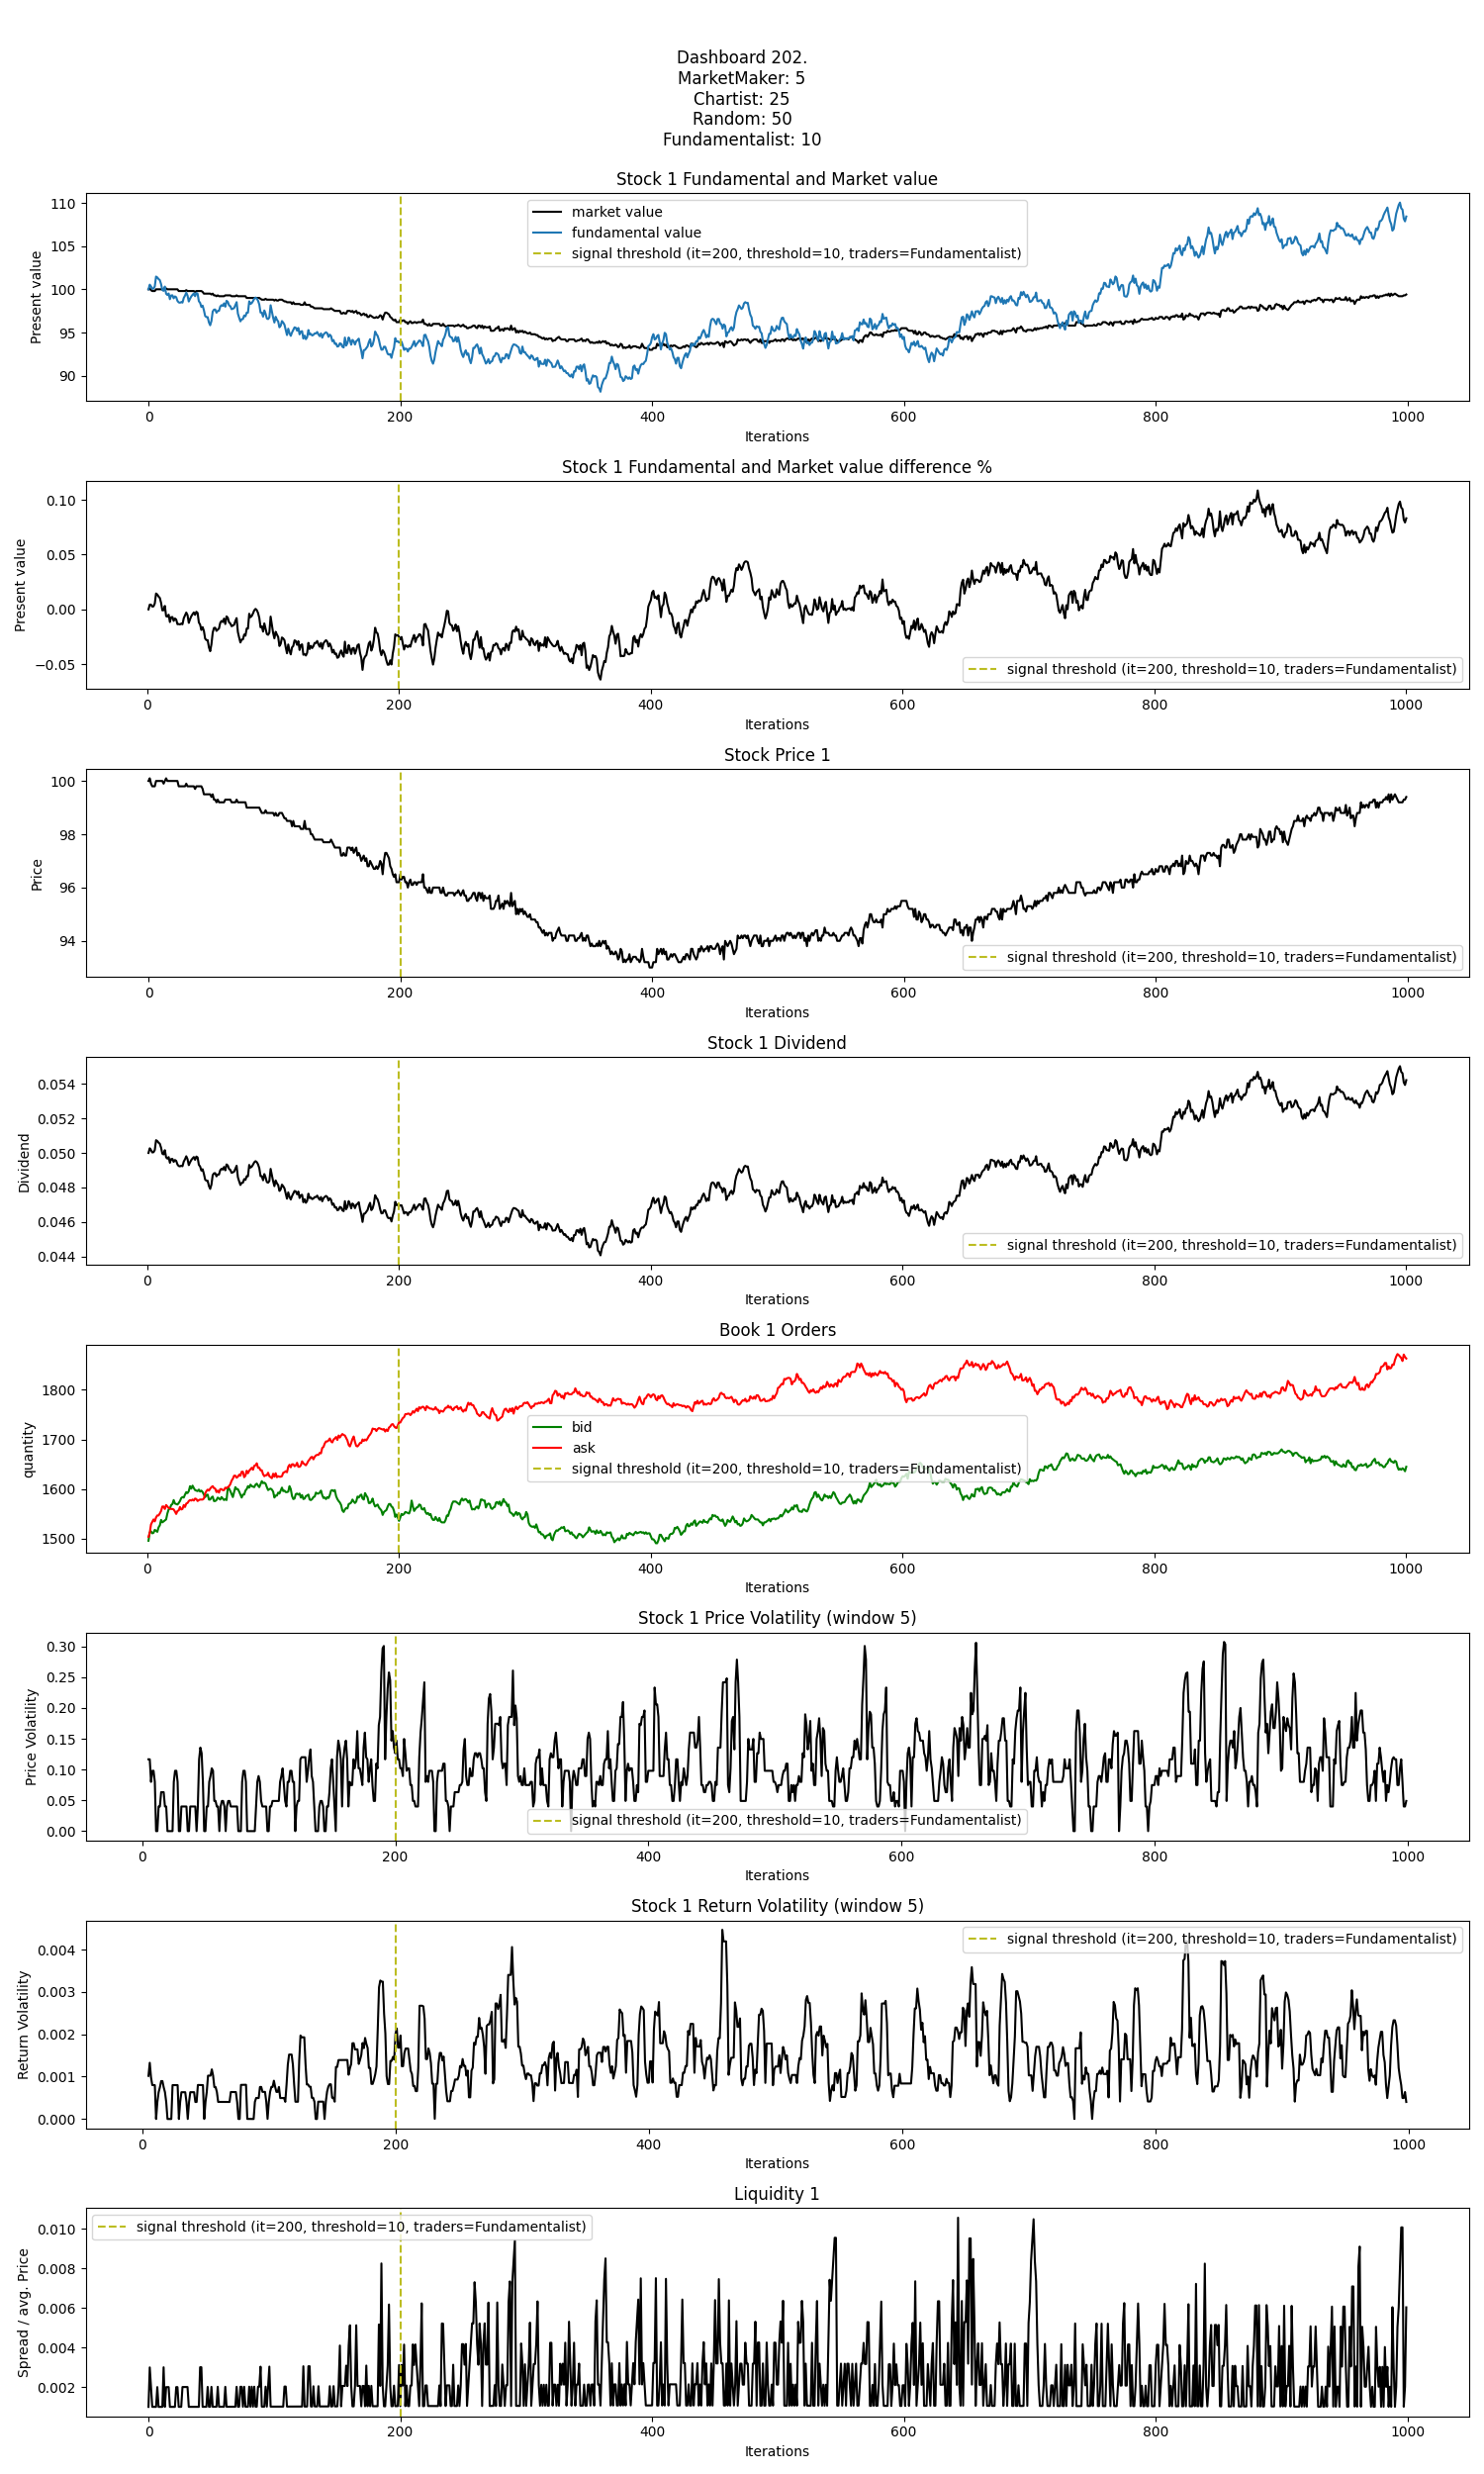 Dashboard 202.
MarketMaker: 5
Chartist: 25
Random: 50
Fundamentalist: 10
Stock 1 Fundamental and Market value
Present value
110
105
100
95
90
market value
fundamental value
signal threshold (it=200, threshold=10, traders=Fundamentalist)
0 200 400 600 800 1000
Iterations
Stock 1 Fundamental and Market value difference %
Present value
0.10
0.05
0.00
−0.05
signal threshold (it=200, threshold=10, traders=Fundamentalist)
0 200 400 600 800 1000
Iterations
Stock Price 1
Price
100
98
96
94
signal threshold (it=200, threshold=10, traders=Fundamentalist)
0 200 400 600 800 1000
Iterations
Stock 1 Dividend
Dividend
0.054
0.052
0.050
0.048
0.046
0.044
signal threshold (it=200, threshold=10, traders=Fundamentalist)
0 200 400 600 800 1000
Iterations
Book 1 Orders
quantity
1800
1700
1600
1500
bid
ask
signal threshold (it=200, threshold=10, traders=Fundamentalist)
0 200 400 600 800 1000
Iterations
Stock 1 Price Volatility (window 5)
Price Volatility
0.30
0.25
0.20
0.15
0.10
0.05
0.00
signal threshold (it=200, threshold=10, traders=Fundamentalist)
0 200 400 600 800 1000
Iterations
Stock 1 Return Volatility (window 5)
Return Volatility
0.004
0.003
0.002
0.001
0.000
signal threshold (it=200, threshold=10, traders=Fundamentalist)
0 200 400 600 800 1000
Iterations
Liquidity 1
Spread / avg. Price
0.010
0.008
0.006
0.004
0.002
signal threshold (it=200, threshold=10, traders=Fundamentalist)
0 200 400 600 800 1000
Iterations